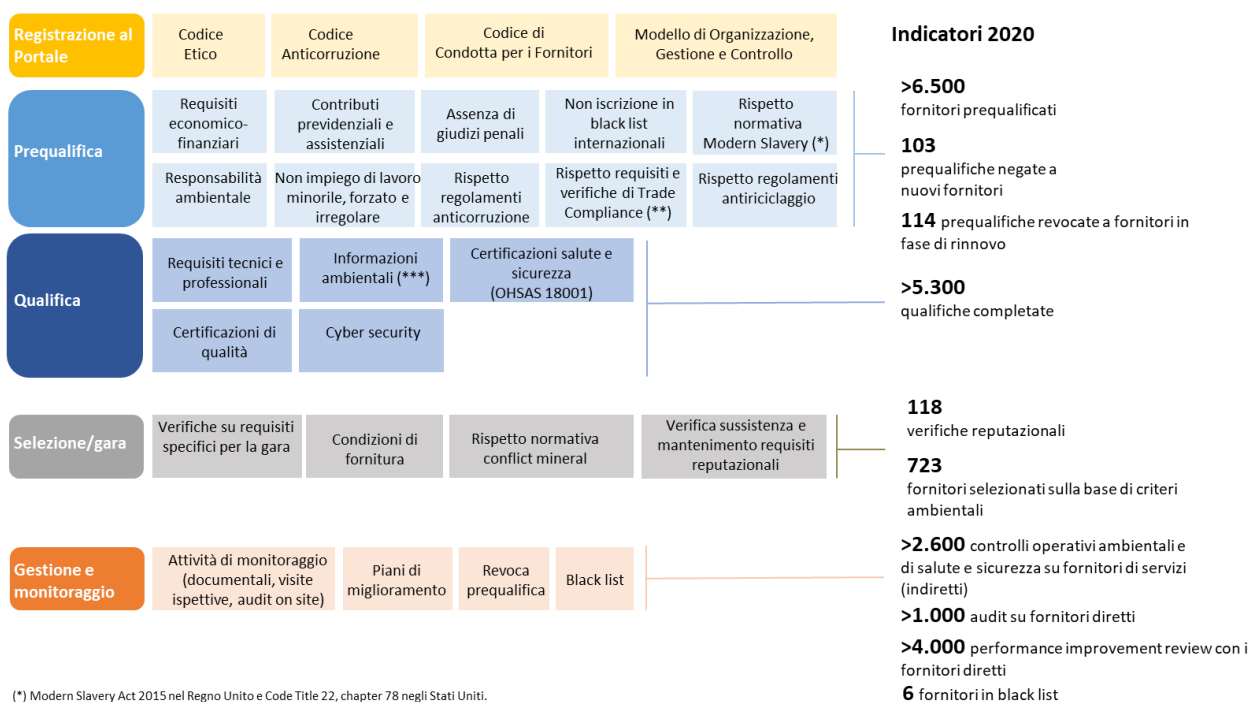 Registrazione al
Portale
Codice
Etico
Codice
Anticorruzione
Codice di
Condotta per i Fornitori
Modello di Organizzazione,
Gestione e Controllo
Indicatori 2020
Prequalifica
Requisiti
economico-
finanziari
Contributi
previdenziali e
assistenziali
Assenza di
giudizi penali
Non iscrizione in
black list
internazionali
Rispetto
normativa
Modern Slavery (*)
Responsabilità
ambientale
Non impiego di lavoro
minorile, forzato e
irregolare
Rispetto
regolamenti
anticorruzione
Rispetto requisiti e
verifiche di Trade
Compliance (**)
Rispetto regolamenti
antiriciclaggio
>6.500
fornitori prequalificati
103
prequalifiche negate a
nuovi fornitori
114 prequalifiche revocate a fornitori in
fase di rinnovo
Qualifica
Requisiti tecnici e
professionali
Informazioni
ambientali (***)
Certificazioni salute e
sicurezza
(OHSAS 18001)
Certificazioni di
qualità
Cyber security
>5.300
qualifiche completate
Selezione/gara
Verifiche su requisiti
specifici per la gara
Condizioni di
fornitura
Rispetto normativa
conflict mineral
Verifica sussistenza e
mantenimento requisiti
reputazionali
118
verifiche reputazionali
723
fornitori selezionati sulla base di criteri
ambientali
Gestione e
monitoraggio
Attività di monitoraggio
(documentali, visite
ispettive, audit on site)
Piani di
miglioramento
Revoca
prequalifica
Black list
>2.600 controlli operativi ambientali e
di salute e sicurezza su fornitori di servizi
(indiretti)
>1.000 audit su fornitori diretti
>4.000 performance improvement review con i
fornitori diretti
6 fornitori in black list
(*) Modern Slavery Act 2015 nel Regno Unito e Code Title 22, chapter 78 negli Stati Uniti.